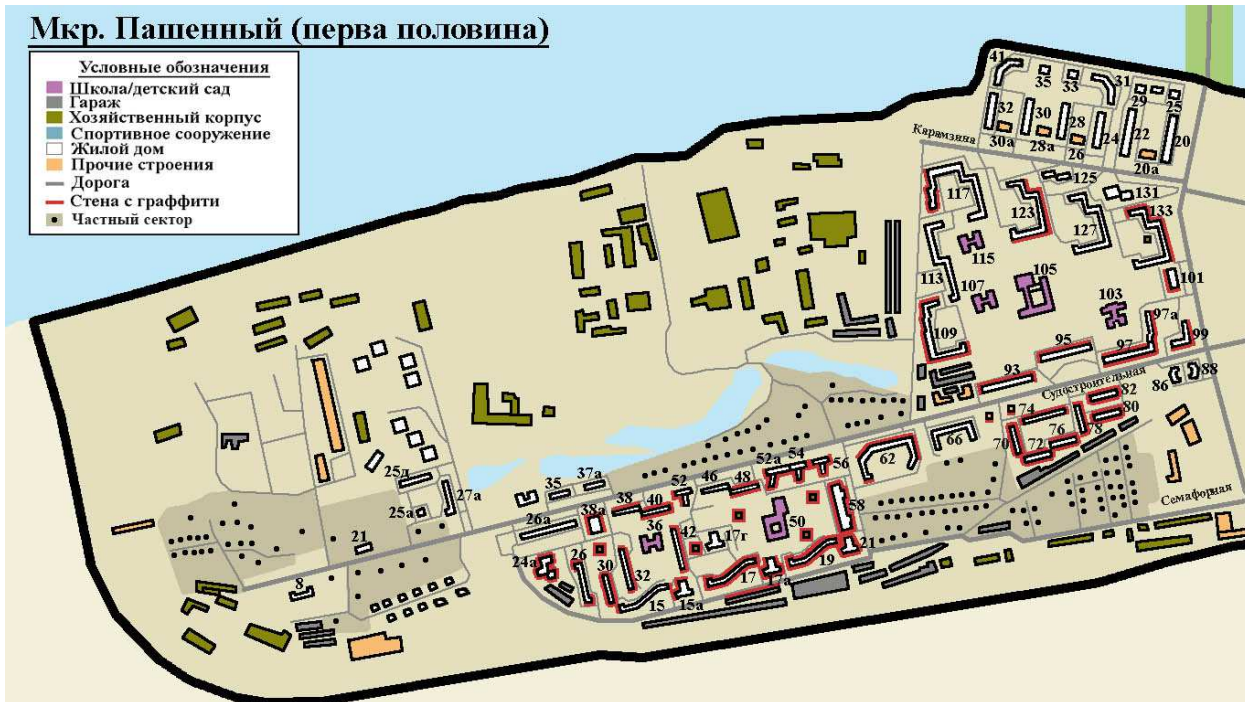 Мкр. Пашенный (перва половина)
Условные обозначения
Школа/детский сад
Гараж
Хозяйственный корпус
Спортивное сооружение
Жилой дом
Прочие строения
Дорога
Стена с граффити
Частный сектор
41
35
33
31
29
25
32
30
28
24
22
20
30а
28а
26
20а
Карамзина
117
125
131
123
127
133
115
113
107
105
101
103
97а
109
95
97
99
93
Судостроительная
86
88
82
74
80
66
70
76
78
72
62
Семафорная
37а
35
52а
54
56
46
48
52
25д
27а
25а
38
40
38а
26а
58
50
36
42
17г
21
21
24а
26
30
32
17
17а
19
8
15
15а